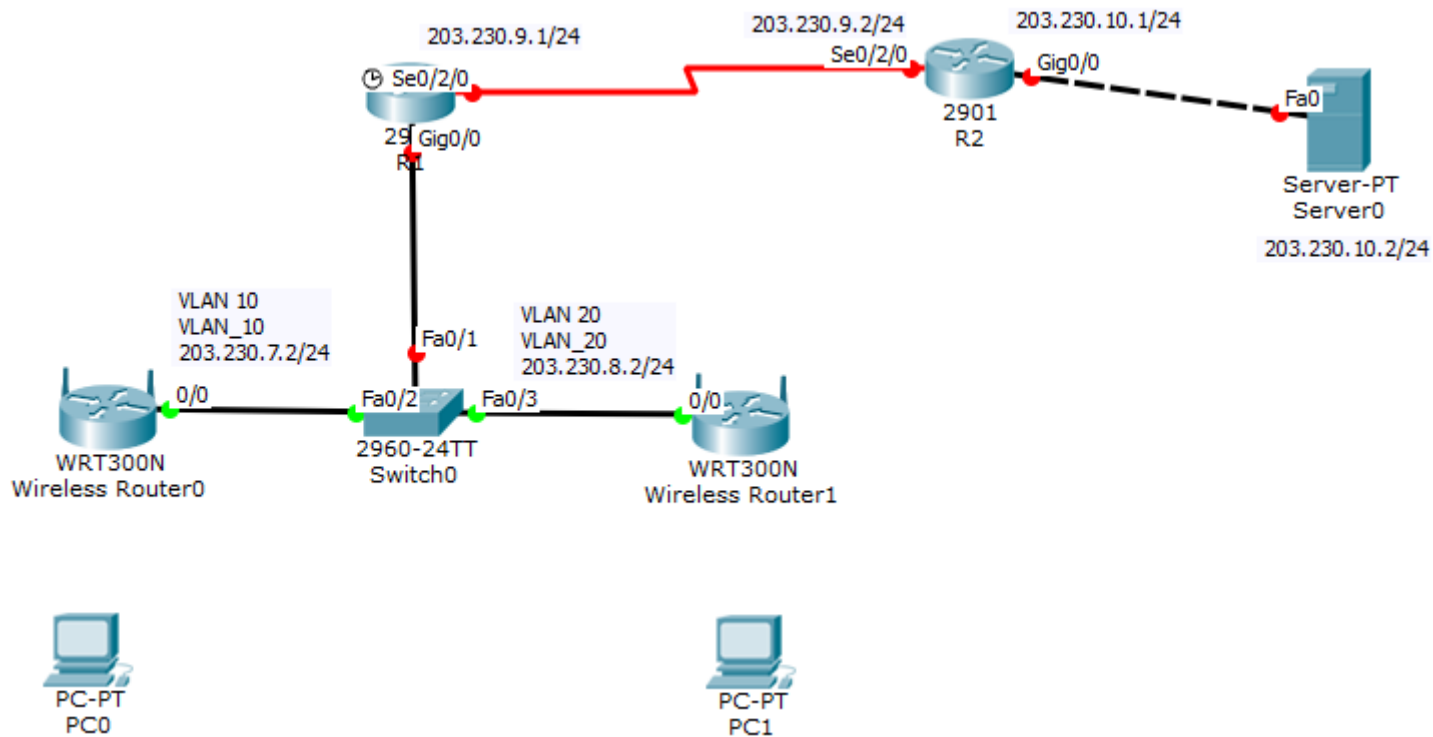 203.230.9.1/24
203.230.9.2/24
203.230.10.1/24
Se0/2/0
Se0/2/0
Gig0/0
Fa0
29
R1
Gig0/0
2901
R2
Server-PT
Server0
203.230.10.2/24
VLAN 10
VLAN_10
203.230.7.2/24
VLAN 20
VLAN_20
203.230.8.2/24
Fa0/1
0/0
Fa0/2
Fa0/3
0/0
WRT300N
Wireless Router0
2960-24TT
Switch0
WRT300N
Wireless Router1
PC-PT
PC0
PC-PT
PC1